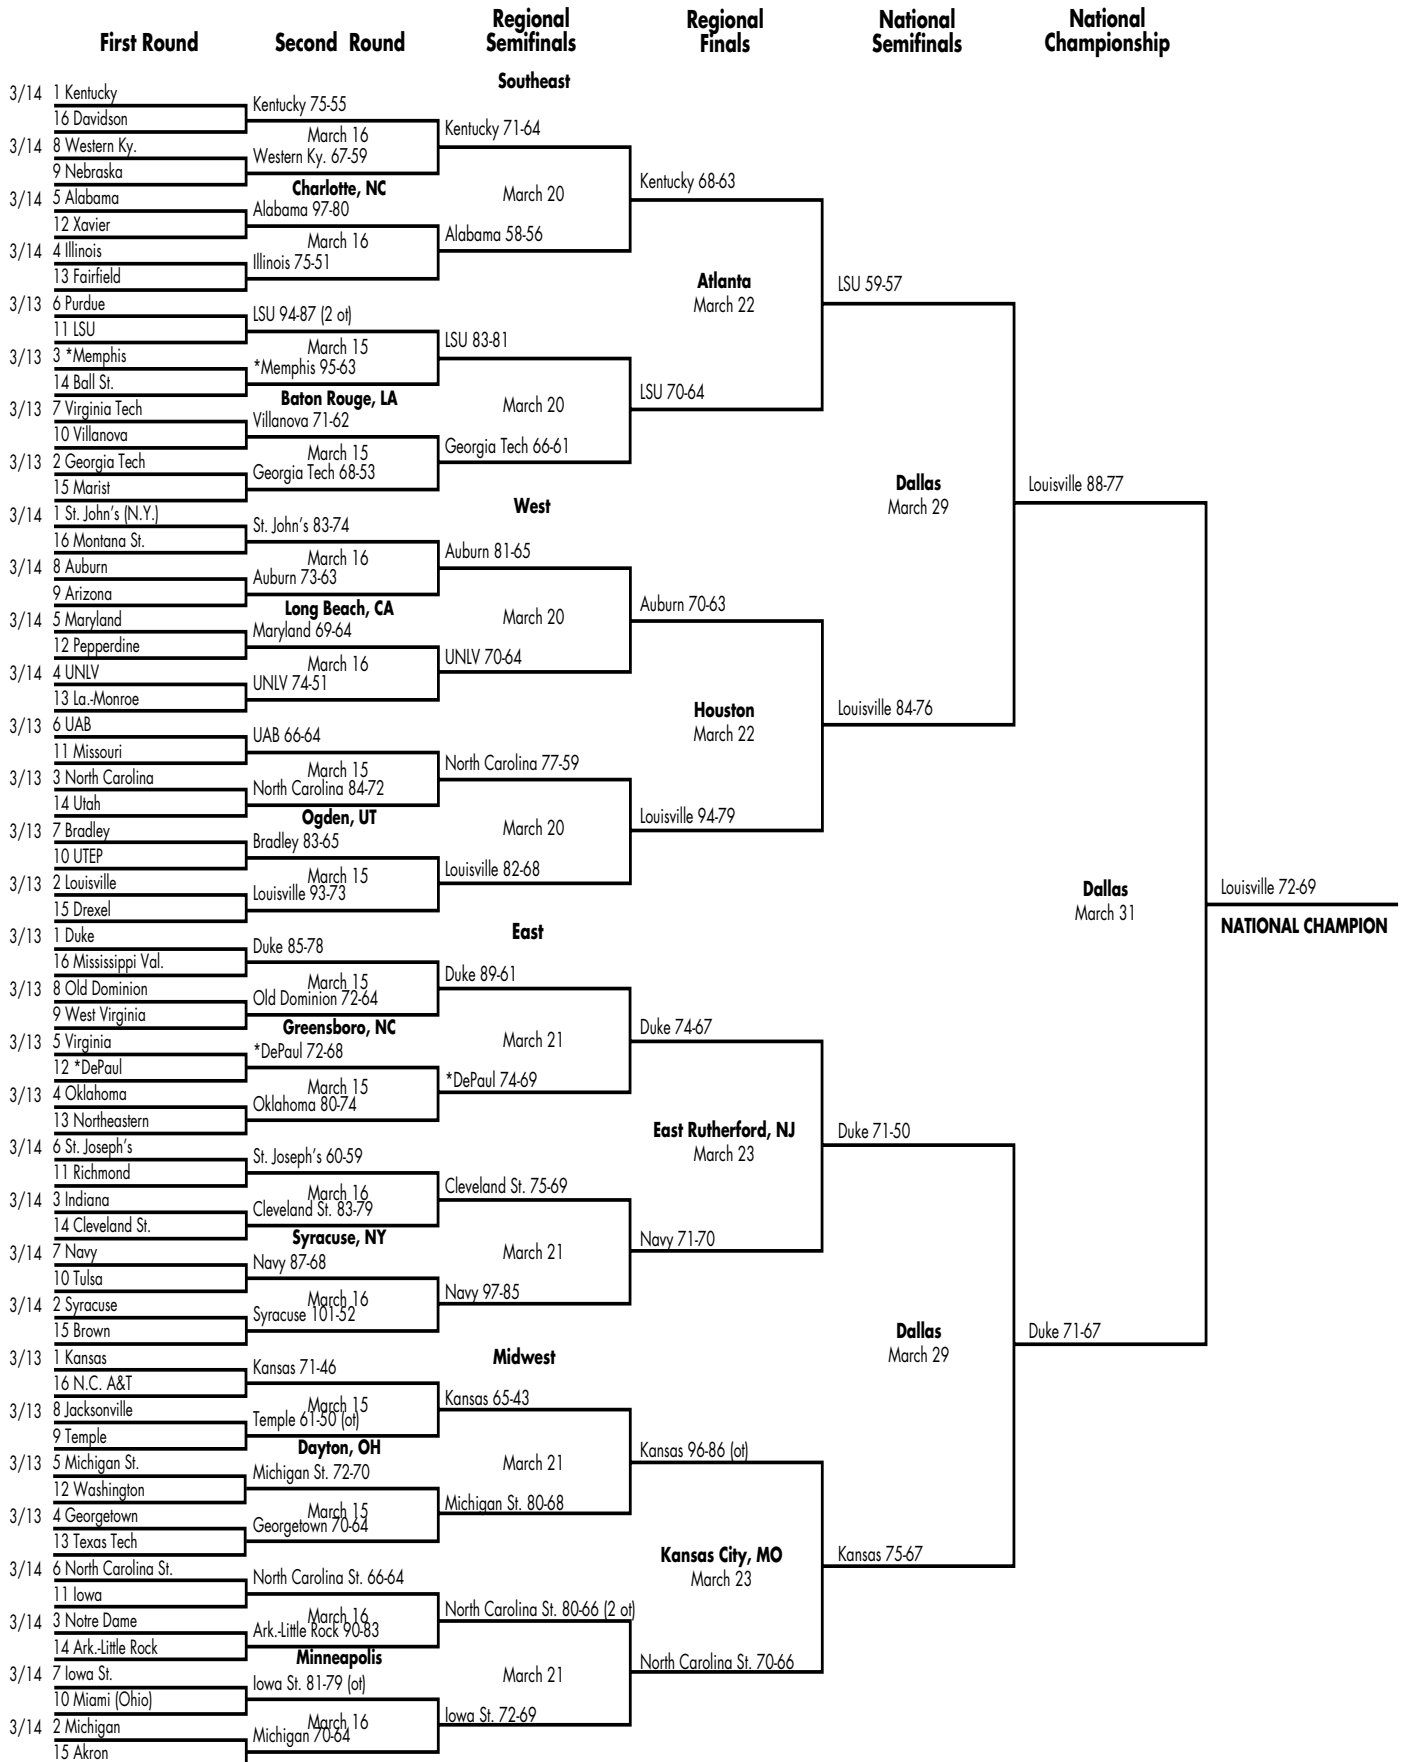 First Round
Second Round
Regional
Semifinals
Regional
Finals
National
Semifinals
National
Championship
Southeast
3/14 1 Kentucky
16 Davidson
3/14 8 Western Ky.
9 Nebraska
3/14 5 Alabama
12 Xavier
3/14 4 Illinois
13 Fairfield
3/13 6 Purdue
11 LSU
3/13 3 *Memphis
14 Ball St.
3/13 7 Virginia Tech
10 Villanova
3/13 2 Georgia Tech
15 Marist
Kentucky 75-55
March 16
Western Ky. 67-59
Charlotte, NC
Alabama 97-80
March 16
Illinois 75-51
LSU 94-87 (2 ot)
March 15
*Memphis 95-63
Baton Rouge, LA
Villanova 71-62
March 15
Georgia Tech 68-53
Kentucky 71-64
March 20
Alabama 58-56
LSU 83-81
March 20
Georgia Tech 66-61
Kentucky 68-63
Atlanta
March 22
LSU 70-64
LSU 59-57
West
3/14 1 St. John's (N.Y.)
16 Montana St.
3/14 8 Auburn
9 Arizona
3/14 5 Maryland
12 Pepperdine
3/14 4 UNLV
13 La.-Monroe
3/13 6 UAB
11 Missouri
3/13 3 North Carolina
14 Utah
3/13 7 Bradley
10 UTEP
3/13 2 Louisville
15 Drexel
St. John's 83-74
March 16
Auburn 73-63
Long Beach, CA
Maryland 69-64
March 16
UNLV 74-51
UAB 66-64
March 15
North Carolina 84-72
Ogden, UT
Bradley 83-65
March 15
Louisville 93-73
Auburn 81-65
March 20
UNLV 70-64
North Carolina 77-59
March 20
Louisville 82-68
Auburn 70-63
Houston
March 22
Louisville 94-79
Louisville 84-76
Dallas
March 29
Louisville 88-77
East
3/13 1 Duke
16 Mississippi Val.
3/13 8 Old Dominion
9 West Virginia
3/13 5 Virginia
12 *DePaul
3/13 4 Oklahoma
13 Northeastern
3/14 6 St. Joseph's
11 Richmond
3/14 3 Indiana
14 Cleveland St.
3/14 7 Navy
10 Tulsa
3/14 2 Syracuse
15 Brown
Duke 85-78
March 15
Old Dominion 72-64
Greensboro, NC
*DePaul 72-68
March 15
Oklahoma 80-74
St. Joseph's 60-59
March 16
Cleveland St. 83-79
Syracuse, NY
Navy 87-68
March 16
Syracuse 101-52
Duke 89-61
March 21
*DePaul 74-69
Cleveland St. 75-69
March 21
Navy 97-85
Duke 74-67
East Rutherford, NJ
March 23
Navy 71-70
Duke 71-50
Midwest
3/13 1 Kansas
16 N.C. A&T
3/13 8 Jacksonville
9 Temple
3/13 5 Michigan St.
12 Washington
3/13 4 Georgetown
13 Texas Tech
3/14 6 North Carolina St.
11 Iowa
3/14 3 Notre Dame
14 Ark.-Little Rock
3/14 7 Iowa St.
10 Miami (Ohio)
3/14 2 Michigan
15 Akron
Kansas 71-46
March 15
Temple 61-50 (ot)
Dayton, OH
Michigan St. 72-70
March 15
Georgetown 70-64
North Carolina St. 66-64
March 16
Ark.-Little Rock 90-83
Minneapolis
Iowa St. 81-79 (ot)
March 16
Michigan 70-64
Kansas 65-43
March 21
Michigan St. 80-68
North Carolina St. 80-66 (2 ot)
March 21
Iowa St. 72-69
Kansas 96-86 (ot)
Kansas City, MO
March 23
North Carolina St. 70-66
Kansas 75-67
Dallas
March 29
Duke 71-67
Dallas
March 31
Louisville 72-69
NATIONAL CHAMPION